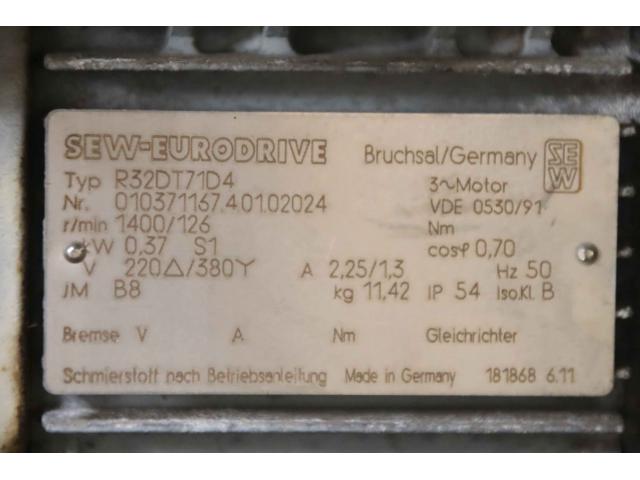 SEW-EURODRIVE Bruchsal/Germany SEW
Typ R32DT71D4 3~Motor
Nr. 010371167.4.01.02024 VDE 0530/91
r/min 1400/126 Nm
kW 0,37 S1 cosφ 0,70
V 220△/380Y A 2,25/1,3 Hz 50
IM B8 kg 11,42 IP 54 Iso.Kl. B
Bremse V A Nm Gleichrichter
Schmierstoff nach Betriebsanleitung Made in Germany 181868 6.11